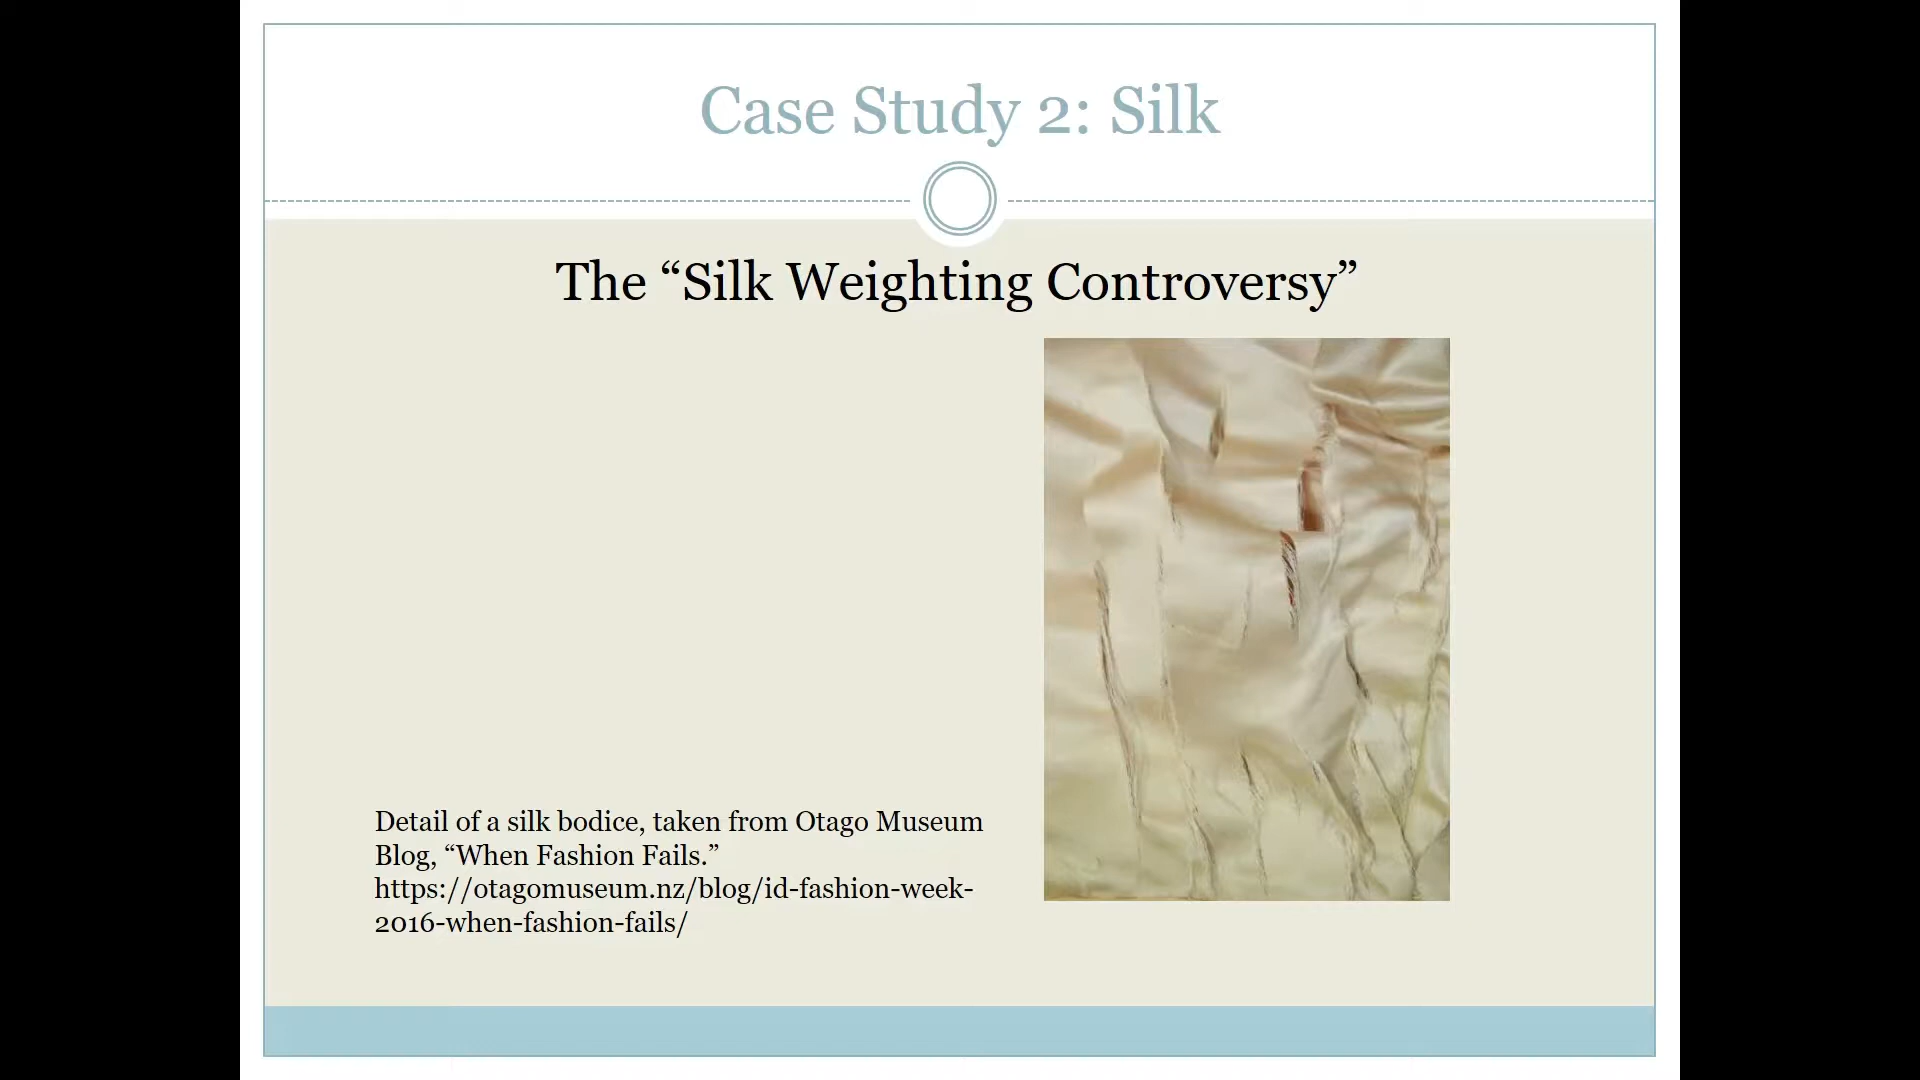 Case Study 2: Silk
The “Silk Weighting Controversy”
Detail of a silk bodice, taken from Otago Museum
Blog, “When Fashion Fails.”
https://otagomuseum.nz/blog/id-fashion-week-
2016-when-fashion-fails/